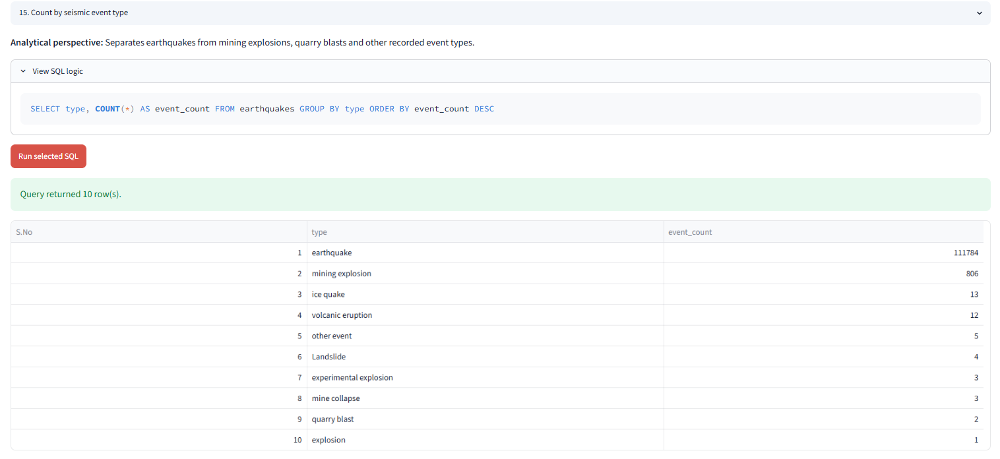 15. Count by seismic event type
Analytical perspective: Separates earthquakes from mining explosions, quarry blasts and other recorded event types.
View SQL logic
SELECT type, COUNT(*) AS event_count FROM earthquakes GROUP BY type ORDER BY event_count DESC
Run selected SQL
Query returned 10 row(s).
S.No type event_count
1 earthquake 111784
2 mining explosion 806
3 ice quake 13
4 volcanic eruption 12
5 other event 5
6 Landslide 4
7 experimental explosion 3
8 mine collapse 3
9 quarry blast 2
10 explosion 1